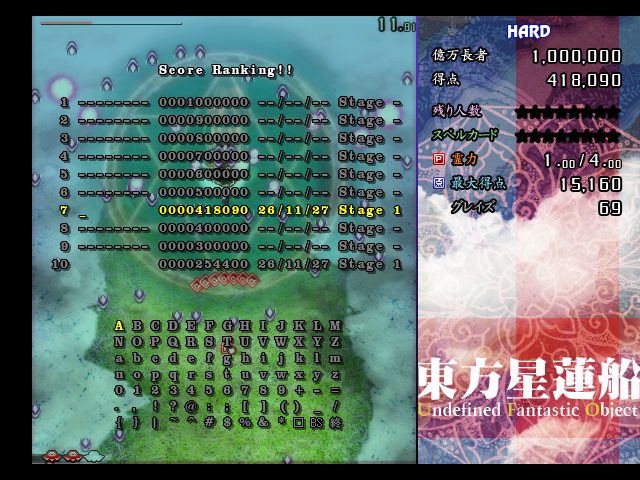 11.81
HARD
Score Ranking!!
億万長者 1,000,000
得点 418,090
1 -------- 0001000000 --/--/-- Stage -
2 -------- 0000900000 --/--/-- Stage -
3 -------- 0000800000 --/--/-- Stage -
4 -------- 0000700000 --/--/-- Stage -
5 -------- 0000600000 --/--/-- Stage -
6 -------- 0000500000 --/--/-- Stage -
7 _ 0000418090 26/11/27 Stage 1
8 -------- 0000400000 --/--/-- Stage -
9 -------- 0000300000 --/--/-- Stage -
10 0000254400 26/11/27 Stage 1
残り人数 ★★★★★★★★
スペルカード ★★★★★★★★
P 霊力 1.00/4.00
点 最大得点 15,160
グレイズ 69
A B C D E F G H I J K L M
N O P Q R S T U V W X Y Z
a b c d e f g h i j k l m
n o p q r s t u v w x y z
0 1 2 3 4 5 6 7 8 9 + - =
. , ! ? @ : ; [ ] ( ) _ /
{ } | ~ ^ # $ % & * □ BS 終
東方星蓮船
Undefined Fantastic Object